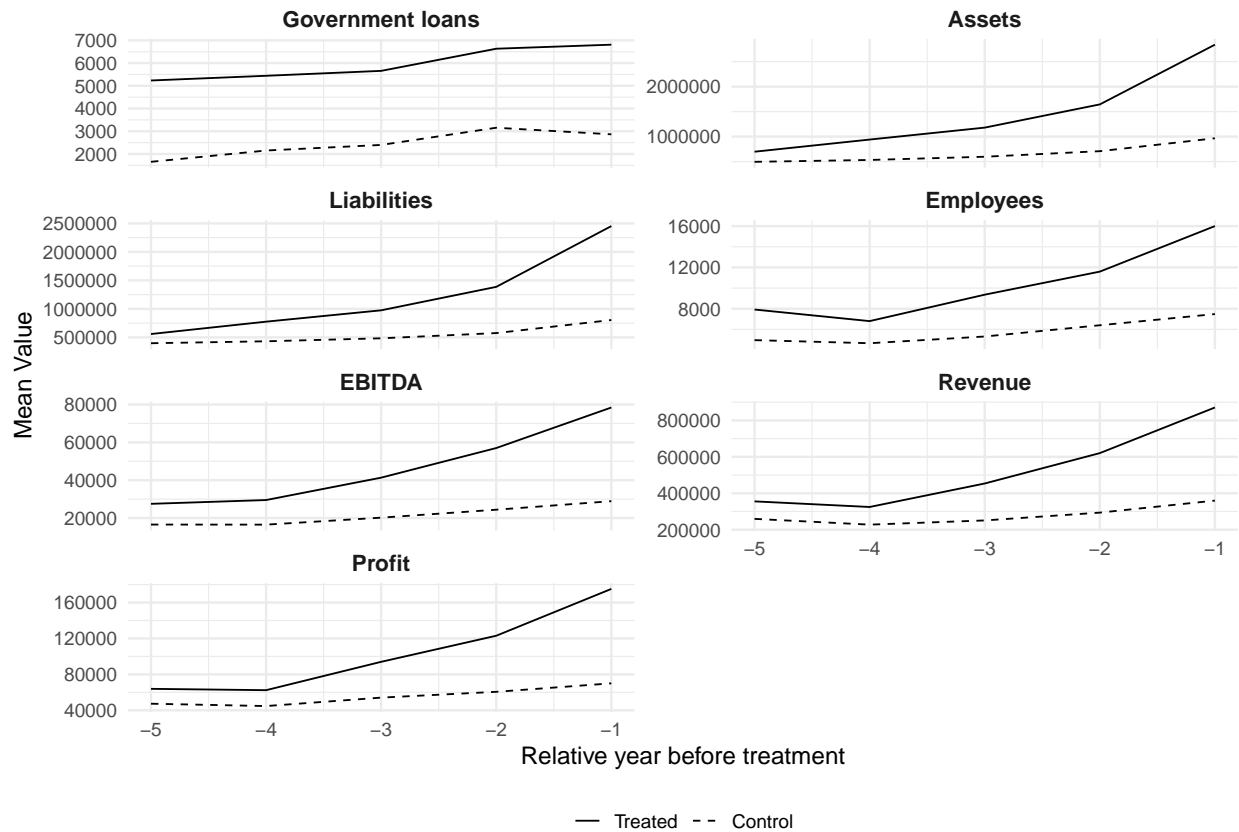 Government loans
7000
6000
5000
4000
3000
2000
Assets
2000000
1000000
Liabilities
2500000
2000000
1500000
1000000
500000
Employees
16000
12000
8000
EBITDA
80000
60000
40000
20000
Revenue
800000
600000
400000
200000
−5 −4 −3 −2 −1
Profit
160000
120000
80000
40000
−5 −4 −3 −2 −1
Mean Value
Relative year before treatment
Treated Control